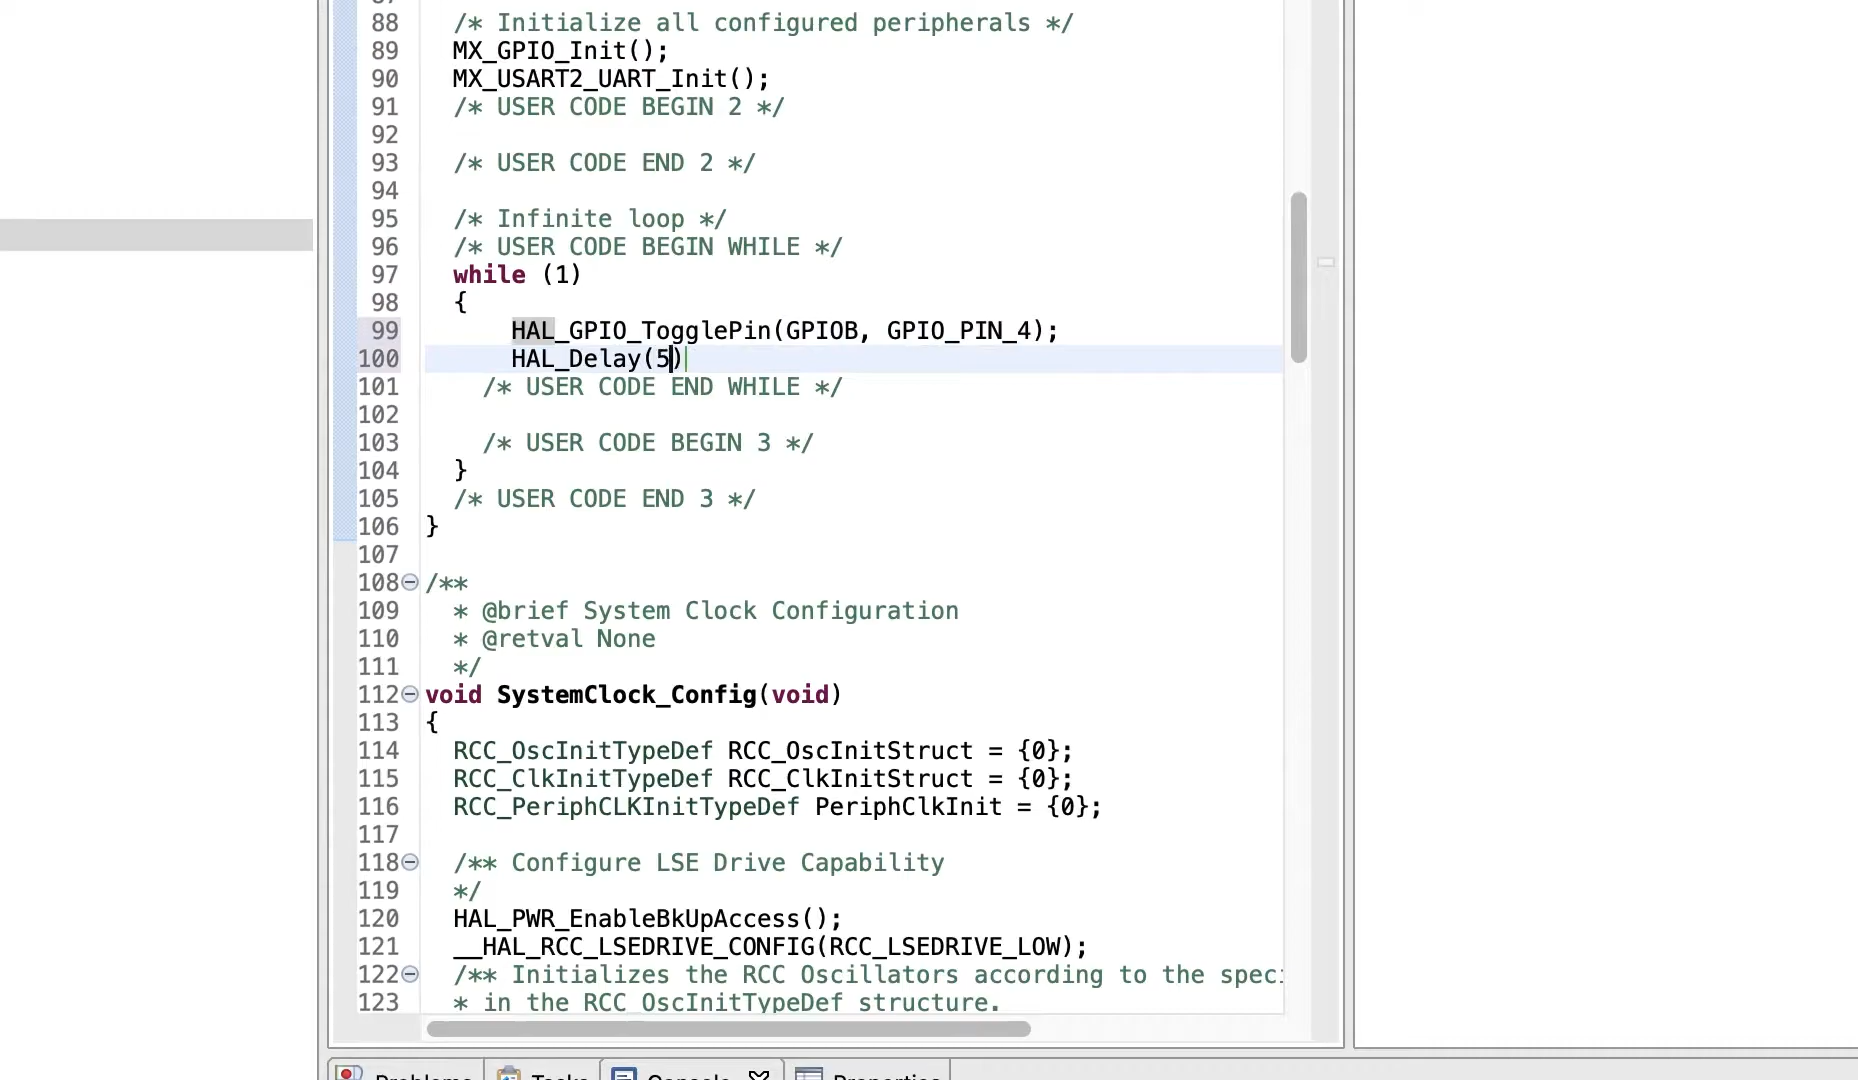 88 /* Initialize all configured peripherals */
89 MX_GPIO_Init();
90 MX_USART2_UART_Init();
91 /* USER CODE BEGIN 2 */
92
93 /* USER CODE END 2 */
94
95 /* Infinite loop */
96 /* USER CODE BEGIN WHILE */
97 while (1)
98 {
99 HAL_GPIO_TogglePin(GPIOB, GPIO_PIN_4);
100 HAL_Delay(5)
101 /* USER CODE END WHILE */
102
103 /* USER CODE BEGIN 3 */
104 }
105 /* USER CODE END 3 */
106 }
107
108 /**
109 * @brief System Clock Configuration
110 * @retval None
111 */
112 void SystemClock_Config(void)
113 {
114 RCC_OscInitTypeDef RCC_OscInitStruct = {0};
115 RCC_ClkInitTypeDef RCC_ClkInitStruct = {0};
116 RCC_PeriphCLKInitTypeDef PeriphClkInit = {0};
117
118 /** Configure LSE Drive Capability
119 */
120 HAL_PWR_EnableBkUpAccess();
121 __HAL_RCC_LSEDRIVE_CONFIG(RCC_LSEDRIVE_LOW);
122 /** Initializes the RCC Oscillators according to the speci
123 * in the RCC_OscInitTypeDef structure.
Problems Tasks Console Properties